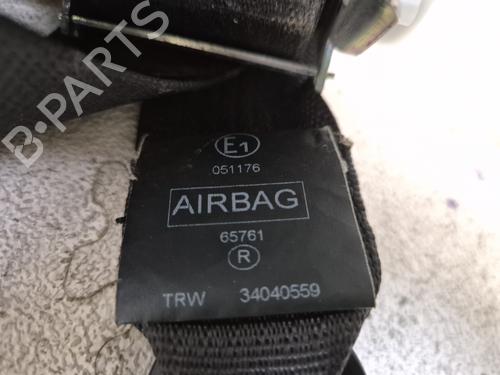 B-PARTS
E1
051176
AIRBAG
65761
R
TRW 34040559